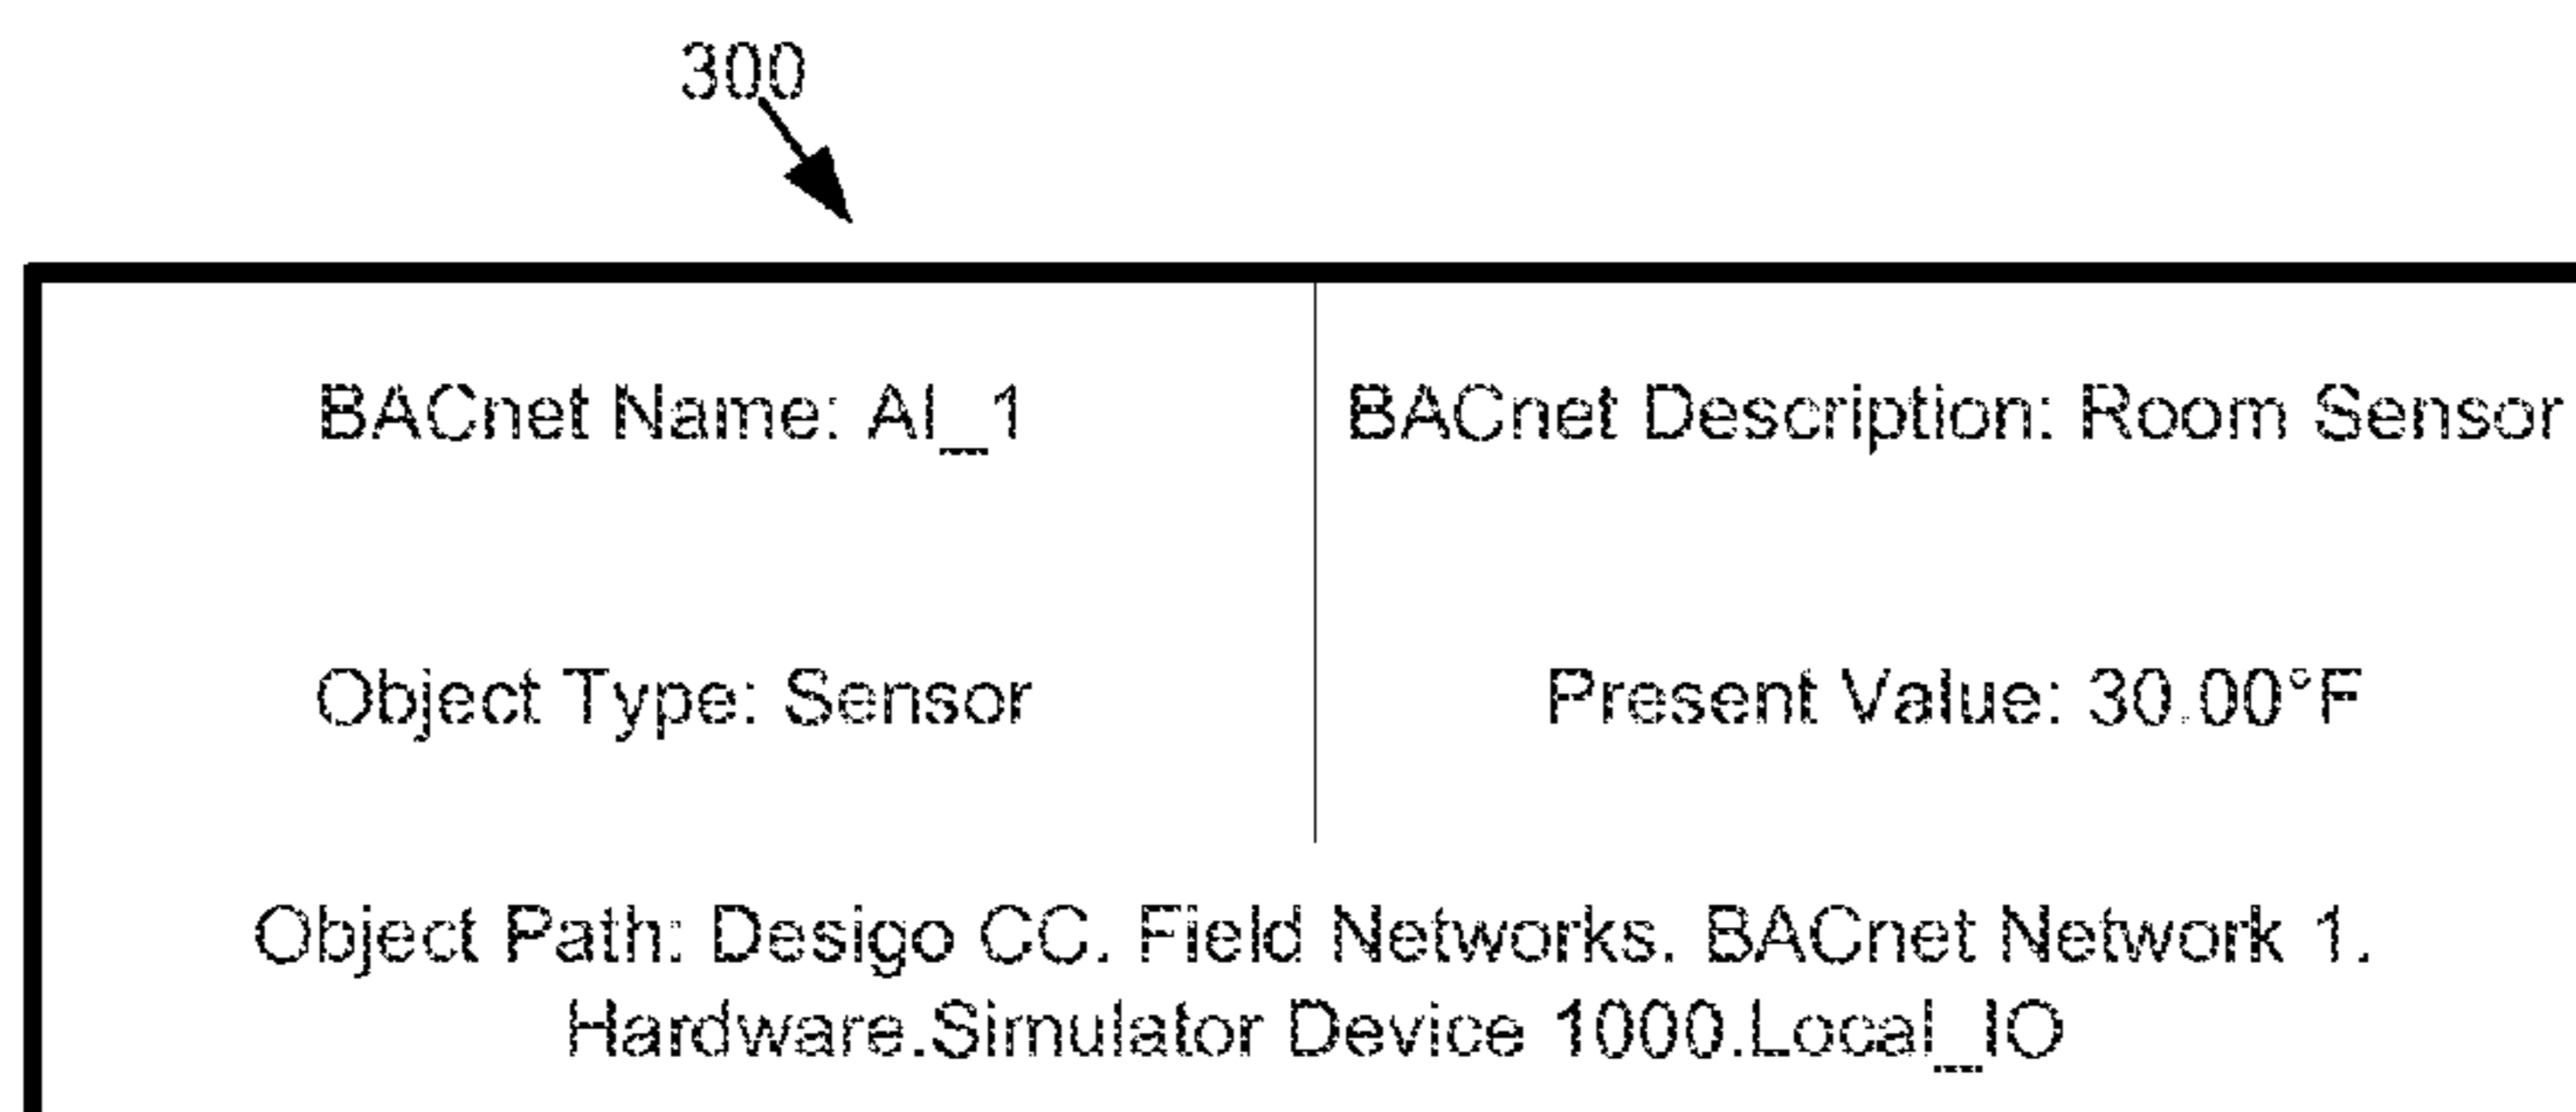 300
BACnet Name: AI_1
BACnet Description: Room Sensor
Object Type: Sensor
Present Value: 30.00°F
Object Path: Desigo CC. Field Networks. BACnet Network 1.
Hardware.Simulator Device 1000.Local_IO